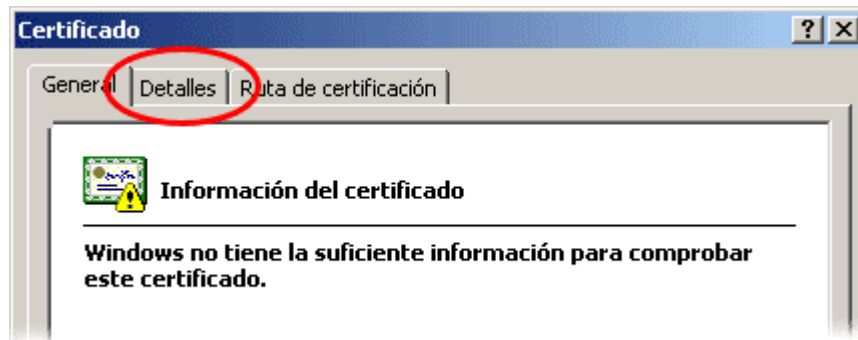 Certificado
General Detalles Ruta de certificación
Información del certificado
Windows no tiene la suficiente información para comprobar
este certificado.